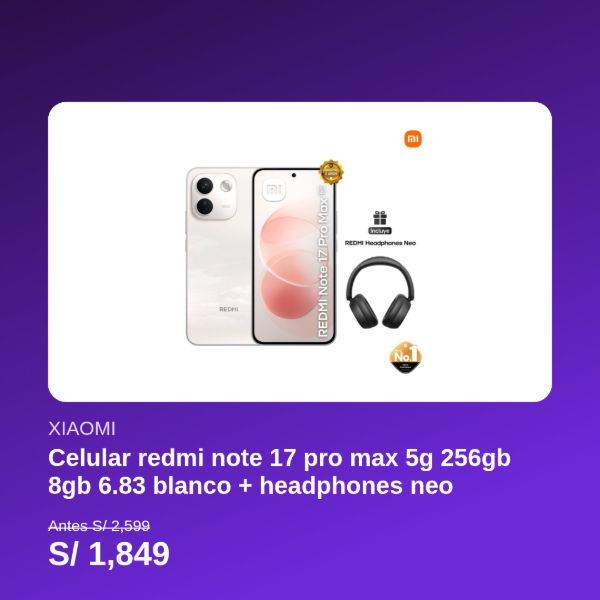 REDMI
REDMI Note 17 Pro Max
Incluye
REDMI Headphones Neo
No.1
XIAOMI
Celular redmi note 17 pro max 5g 256gb
8gb 6.83 blanco + headphones neo
Antes S/ 2,599
S/ 1,849